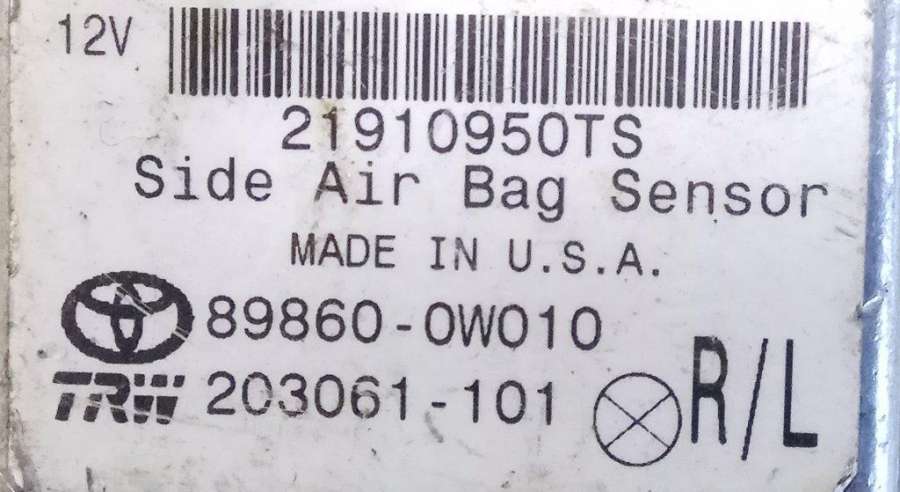 12V
21910950TS
Side Air Bag Sensor
MADE IN U.S.A.
89860-0W010
TRW 203061-101 R/L